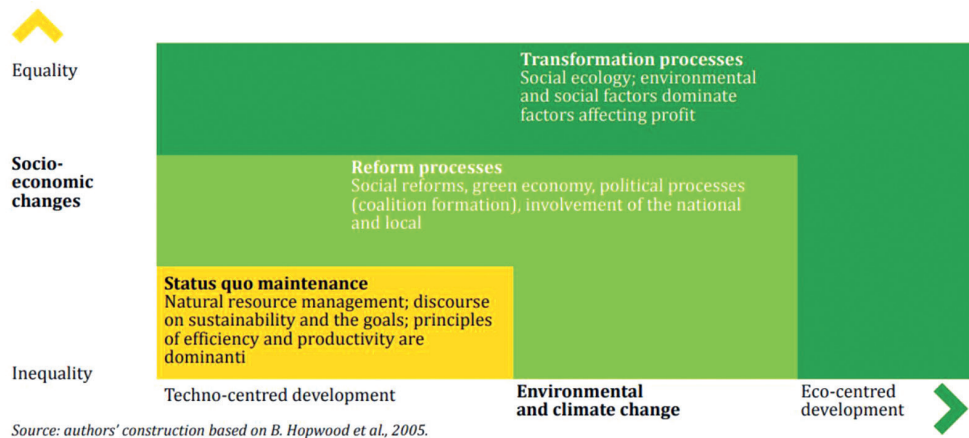 Equality
Transformation processes
Social ecology; environmental
and social factors dominate
factors affecting profit
Socio-
economic
changes
Reform processes
Social reforms, green economy, political processes
(coalition formation), involvement of the national
and local
Status quo maintenance
Natural resource management; discourse
on sustainability and the goals; principles
of efficiency and productivity are
dominanti
Inequality
Techno-centred development
Environmental
and climate change
Eco-centred
development
Source: authors' construction based on B. Hopwood et al., 2005.